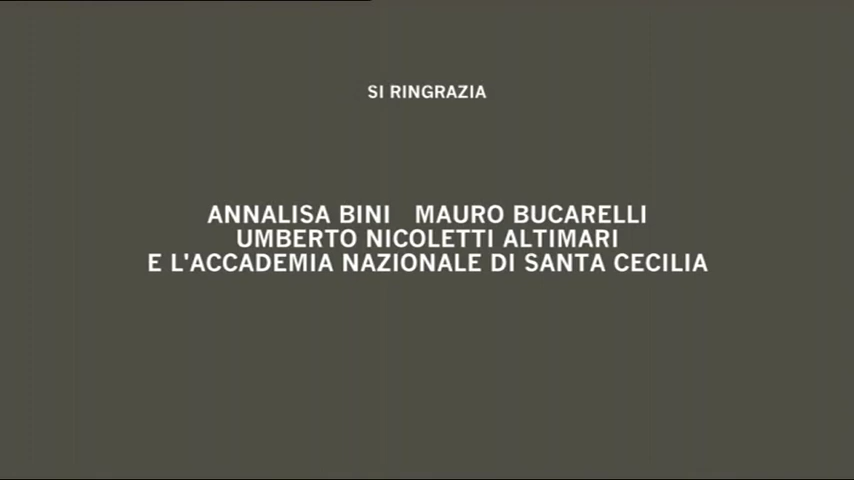 SI RINGRAZIA
ANNALISA BINI MAURO BUCARELLI
UMBERTO NICOLETTI ALTIMARI
E L'ACCADEMIA NAZIONALE DI SANTA CECILIA